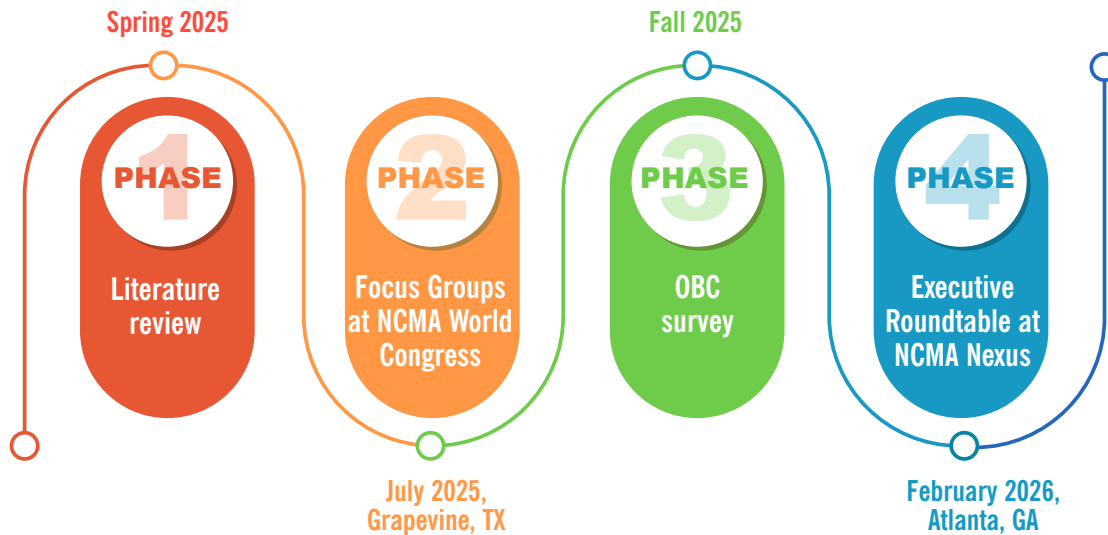 Spring 2025
1
PHASE
Literature
review
2
PHASE
Focus Groups
at NCMA World
Congress
July 2025,
Grapevine, TX
Fall 2025
3
PHASE
OBC
survey
4
PHASE
Executive
Roundtable at
NCMA Nexus
February 2026,
Atlanta, GA